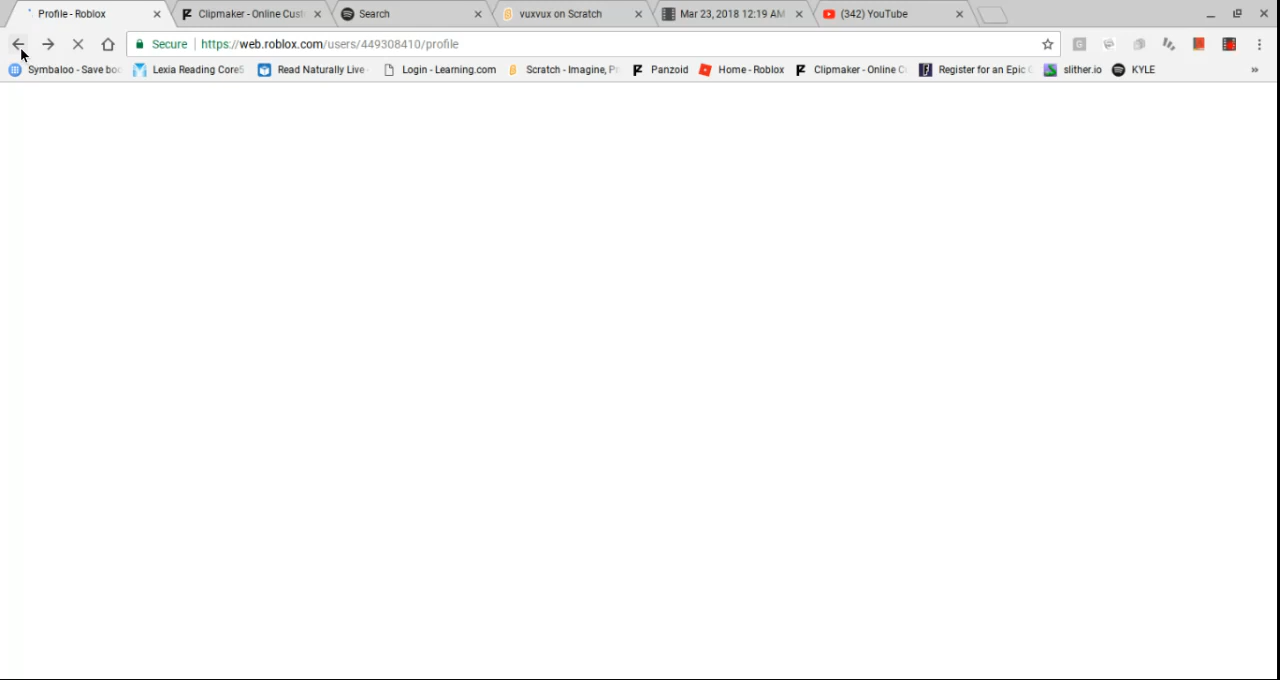 Profile - Roblox Clipmaker - Online Cust Search vuxvux on Scratch Mar 23, 2018 12:19 AM (342) YouTube
Secure https://web.roblox.com/users/449308410/profile
Symbaloo - Save boo Lexia Reading Core5 Read Naturally Live Login - Learning.com Scratch - Imagine, Pr Panzoid Home - Roblox Clipmaker - Online C Register for an Epic slither.io KYLE »